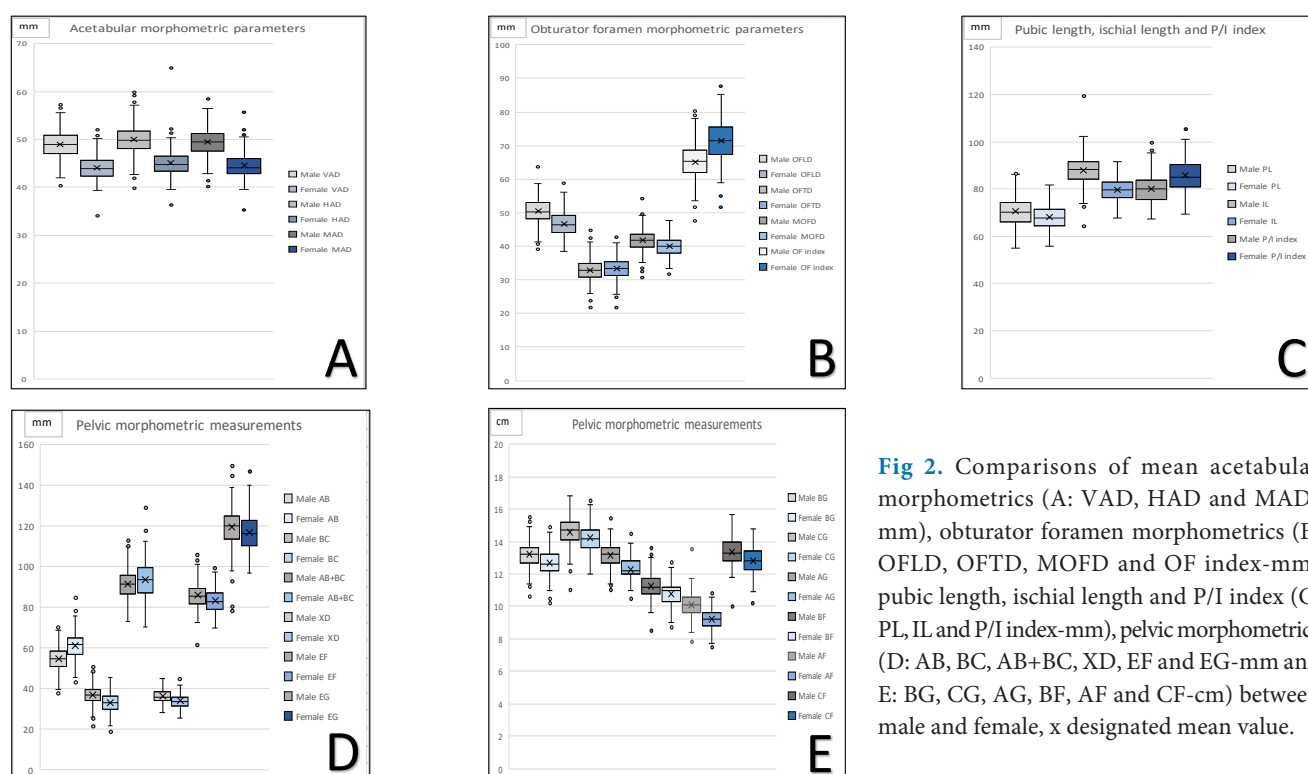 mm
Acetabular morphometric parameters
70
60
50
40
30
20
10
0
Male VAD
Female VAD
Male HAD
Female HAD
Male MAD
Female MAD
A
mm
Obturator foramen morphometric parameters
100
90
80
70
60
50
40
30
20
10
0
Male OFLD
Female OFLD
Male OFTD
Female OFTD
Male MOFD
Female MOFD
Male OF index
Female OF index
B
mm
Pubic length, ischial length and P/I index
140
120
100
80
60
40
20
0
Male PL
Female PL
Male IL
Female IL
Male P/I index
Female P/I index
C
mm
Pelvic morphometric measurements
160
140
120
100
80
60
40
20
0
Male AB
Female AB
Male BC
Female BC
Male AB+BC
Female AB+BC
Male XD
Female XD
Male EF
Female EF
Male EG
Female EG
D
cm
Pelvic morphometric measurements
20
18
16
14
12
10
8
6
4
2
0
Male BG
Female BG
Male CG
Female CG
Male AG
Female AG
Male BF
Female BF
Male AF
Female AF
Male CF
Female CF
E
Fig 2. Comparisons of mean acetabula
morphometrics (A: VAD, HAD and MAD
mm), obturator foramen morphometrics (B
OFLD, OFTD, MOFD and OF index-mm
pubic length, ischial length and P/I index (C
PL, IL and P/I index-mm), pelvic morphometric
(D: AB, BC, AB+BC, XD, EF and EG-mm an
E: BG, CG, AG, BF, AF and CF-cm) between
male and female, x designated mean value.